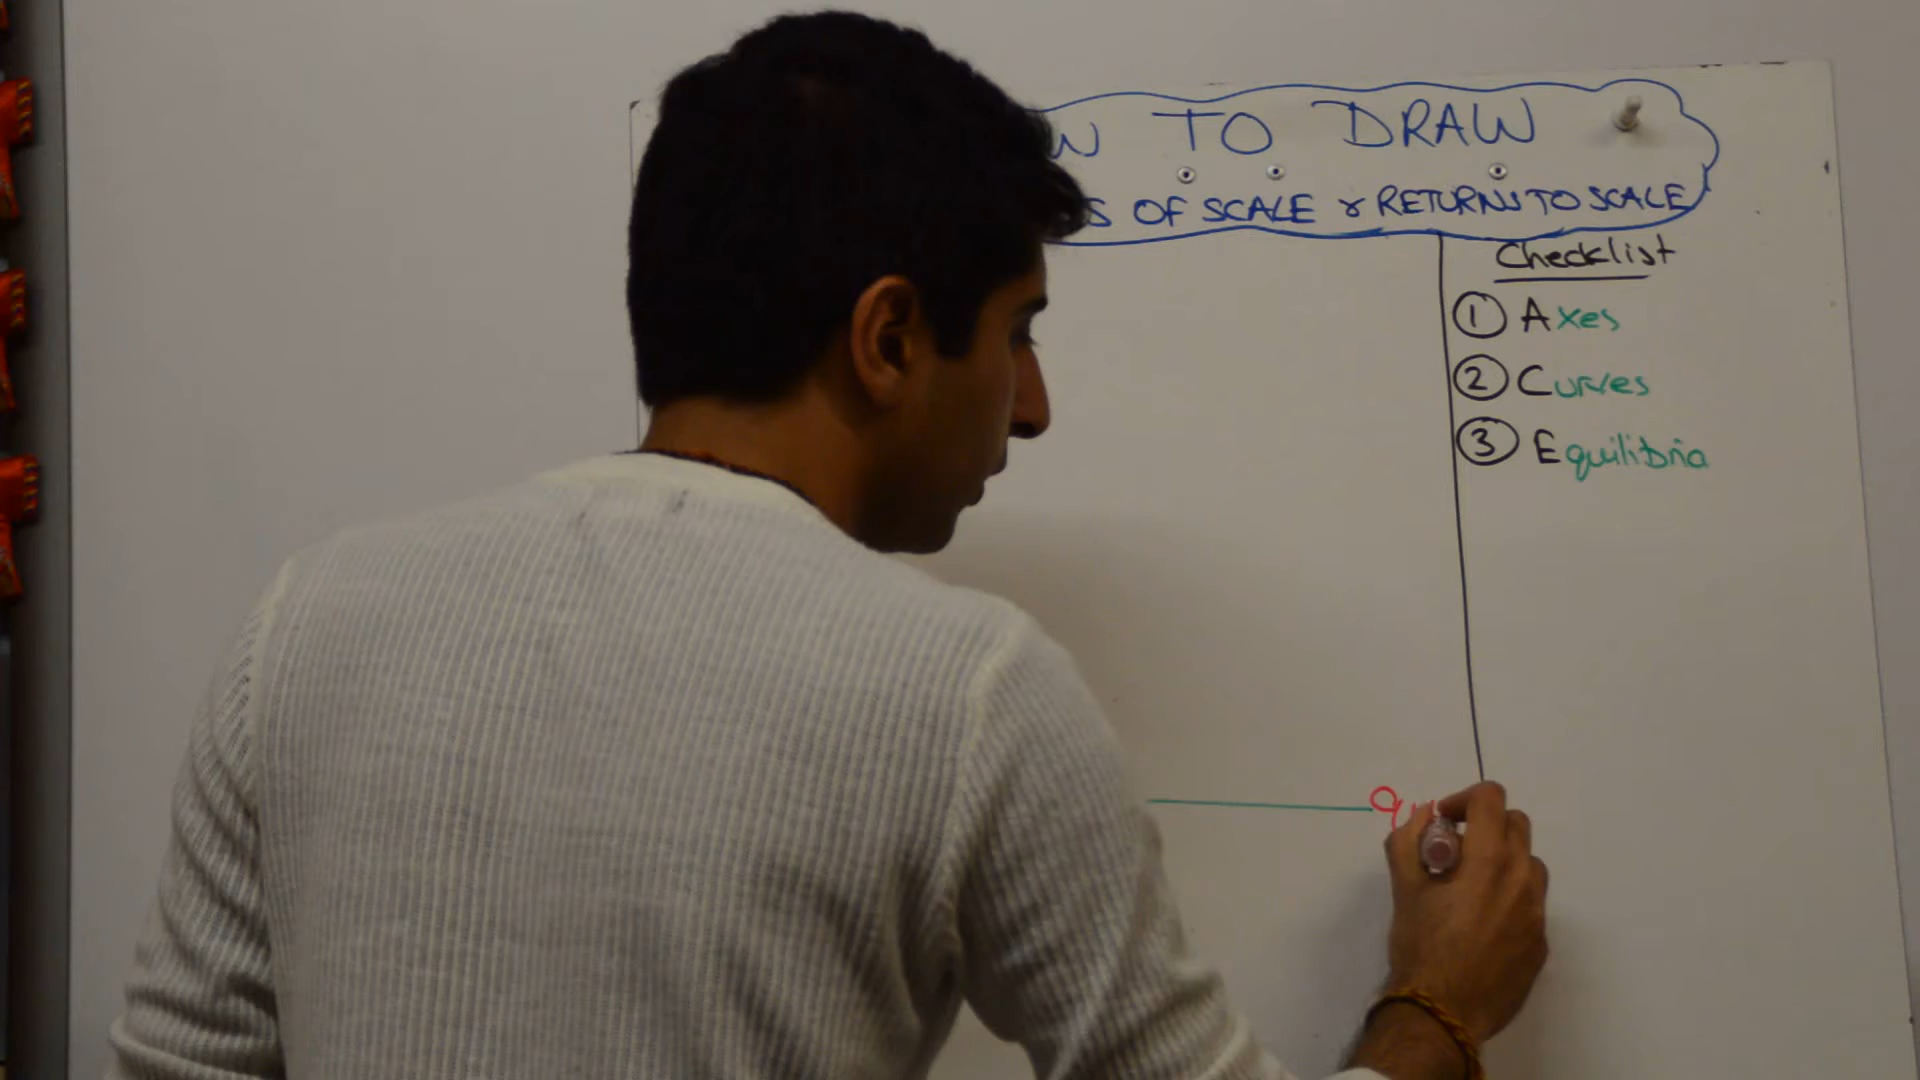 TO DRAW
OF SCALE & RETURNS TO SCALE
Checklist
1 Axes
2 Curves
3 Equilibria